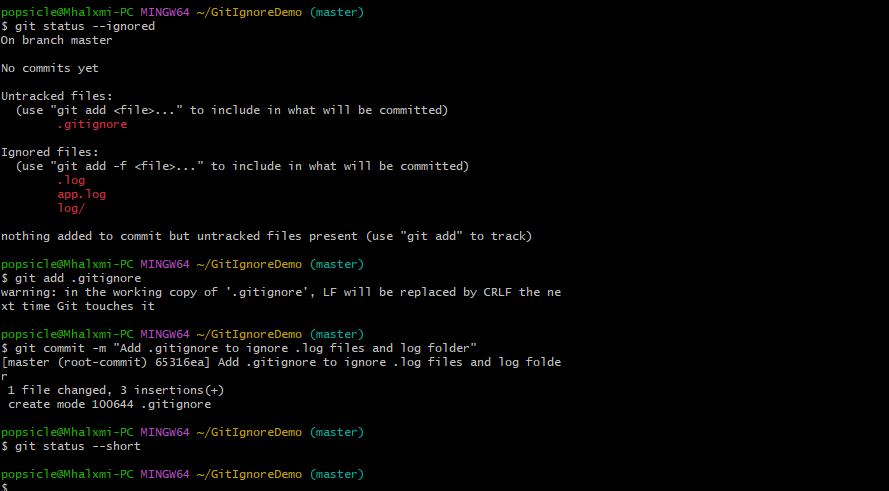 popsicle@Mhalxmi-PC MINGW64 ~/GitIgnoreDemo (master)
$ git status --ignored
On branch master
No commits yet
Untracked files:
  (use "git add <file>..." to include in what will be committed)
        .gitignore
Ignored files:
  (use "git add -f <file>..." to include in what will be committed)
        .log
        app.log
        log/
nothing added to commit but untracked files present (use "git add" to track)
popsicle@Mhalxmi-PC MINGW64 ~/GitIgnoreDemo (master)
$ git add .gitignore
warning: in the working copy of '.gitignore', LF will be replaced by CRLF the ne
xt time Git touches it
popsicle@Mhalxmi-PC MINGW64 ~/GitIgnoreDemo (master)
$ git commit -m "Add .gitignore to ignore .log files and log folder"
[master (root-commit) 65316ea] Add .gitignore to ignore .log files and log folde
r
 1 file changed, 3 insertions(+)
 create mode 100644 .gitignore
popsicle@Mhalxmi-PC MINGW64 ~/GitIgnoreDemo (master)
$ git status --short
popsicle@Mhalxmi-PC MINGW64 ~/GitIgnoreDemo (master)
$